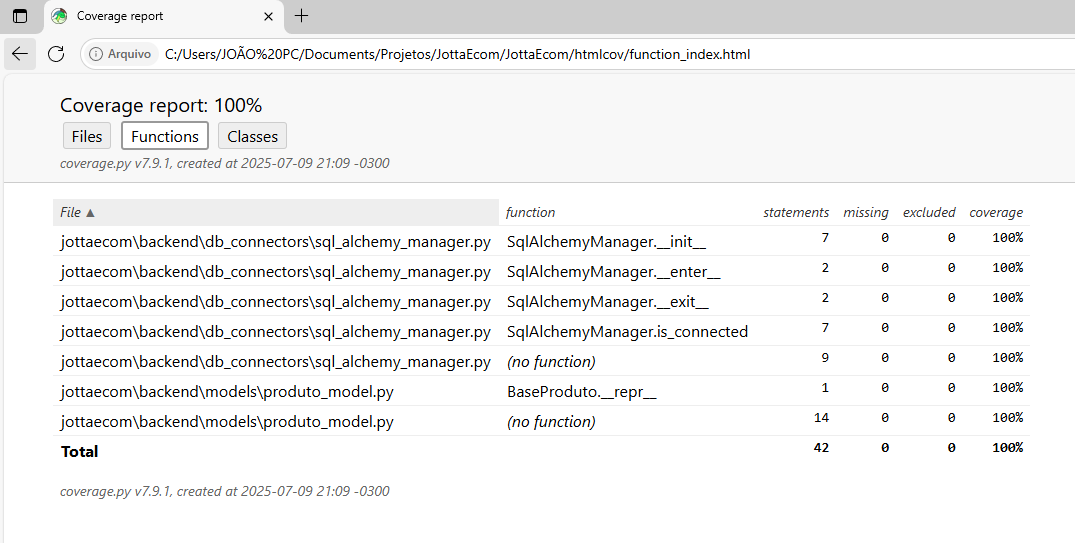 Coverage report
Arquivo C:/Users/JOÃO%20PC/Documents/Projetos/JottaEcom/JottaEcom/htmlcov/function_index.html
Coverage report: 100%
Files Functions Classes
coverage.py v7.9.1, created at 2025-07-09 21:09 -0300
File ▲ function statements missing excluded coverage
jottaecom\backend\db_connectors\sql_alchemy_manager.py SqlAlchemyManager.__init__ 7 0 0 100%
jottaecom\backend\db_connectors\sql_alchemy_manager.py SqlAlchemyManager.__enter__ 2 0 0 100%
jottaecom\backend\db_connectors\sql_alchemy_manager.py SqlAlchemyManager.__exit__ 2 0 0 100%
jottaecom\backend\db_connectors\sql_alchemy_manager.py SqlAlchemyManager.is_connected 7 0 0 100%
jottaecom\backend\db_connectors\sql_alchemy_manager.py (no function) 9 0 0 100%
jottaecom\backend\models\produto_model.py BaseProduto.__repr__ 1 0 0 100%
jottaecom\backend\models\produto_model.py (no function) 14 0 0 100%
Total 42 0 0 100%
coverage.py v7.9.1, created at 2025-07-09 21:09 -0300